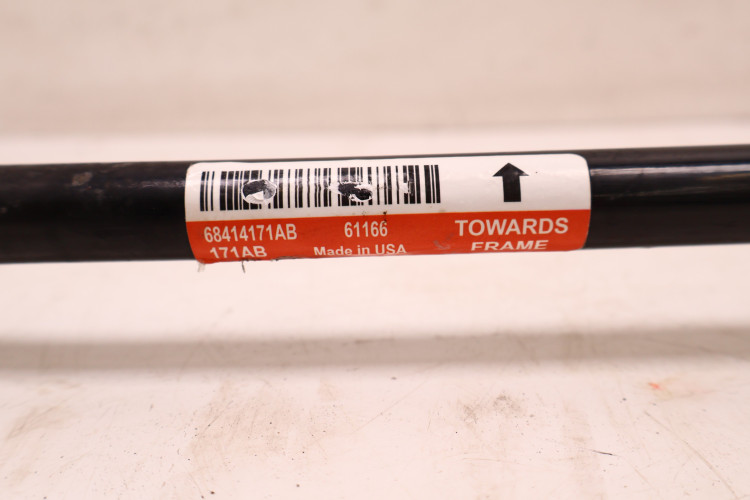 68414171AB 61166 TOWARDS
171AB Made in USA FRAME